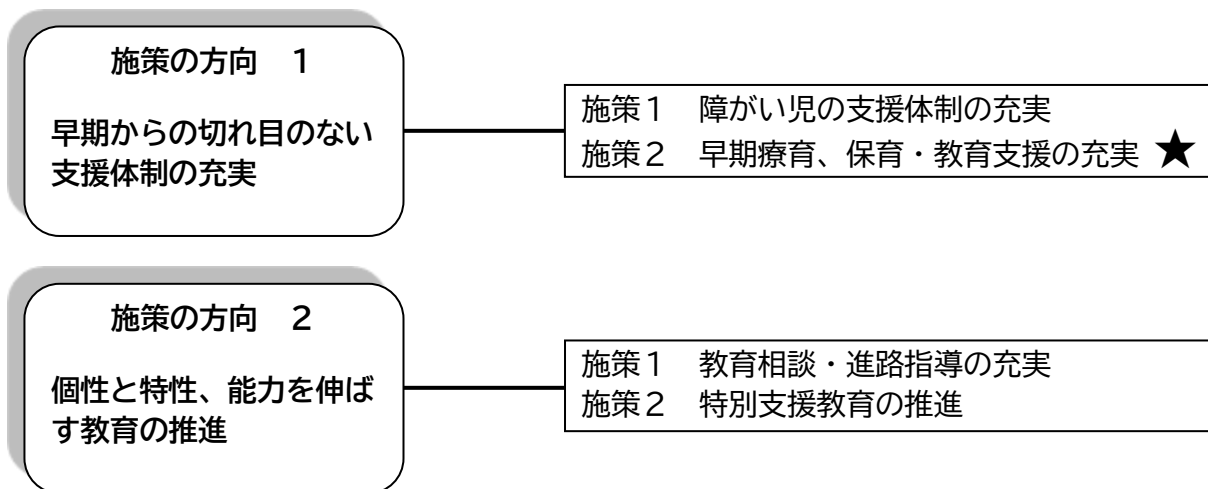 施策の方向　1
早期からの切れ目のない
支援体制の充実
施策1　障がい児の支援体制の充実
施策2　早期療育、保育・教育支援の充実 ★
施策の方向　2
個性と特性、能力を伸ば
す教育の推進
施策1　教育相談・進路指導の充実
施策2　特別支援教育の推進